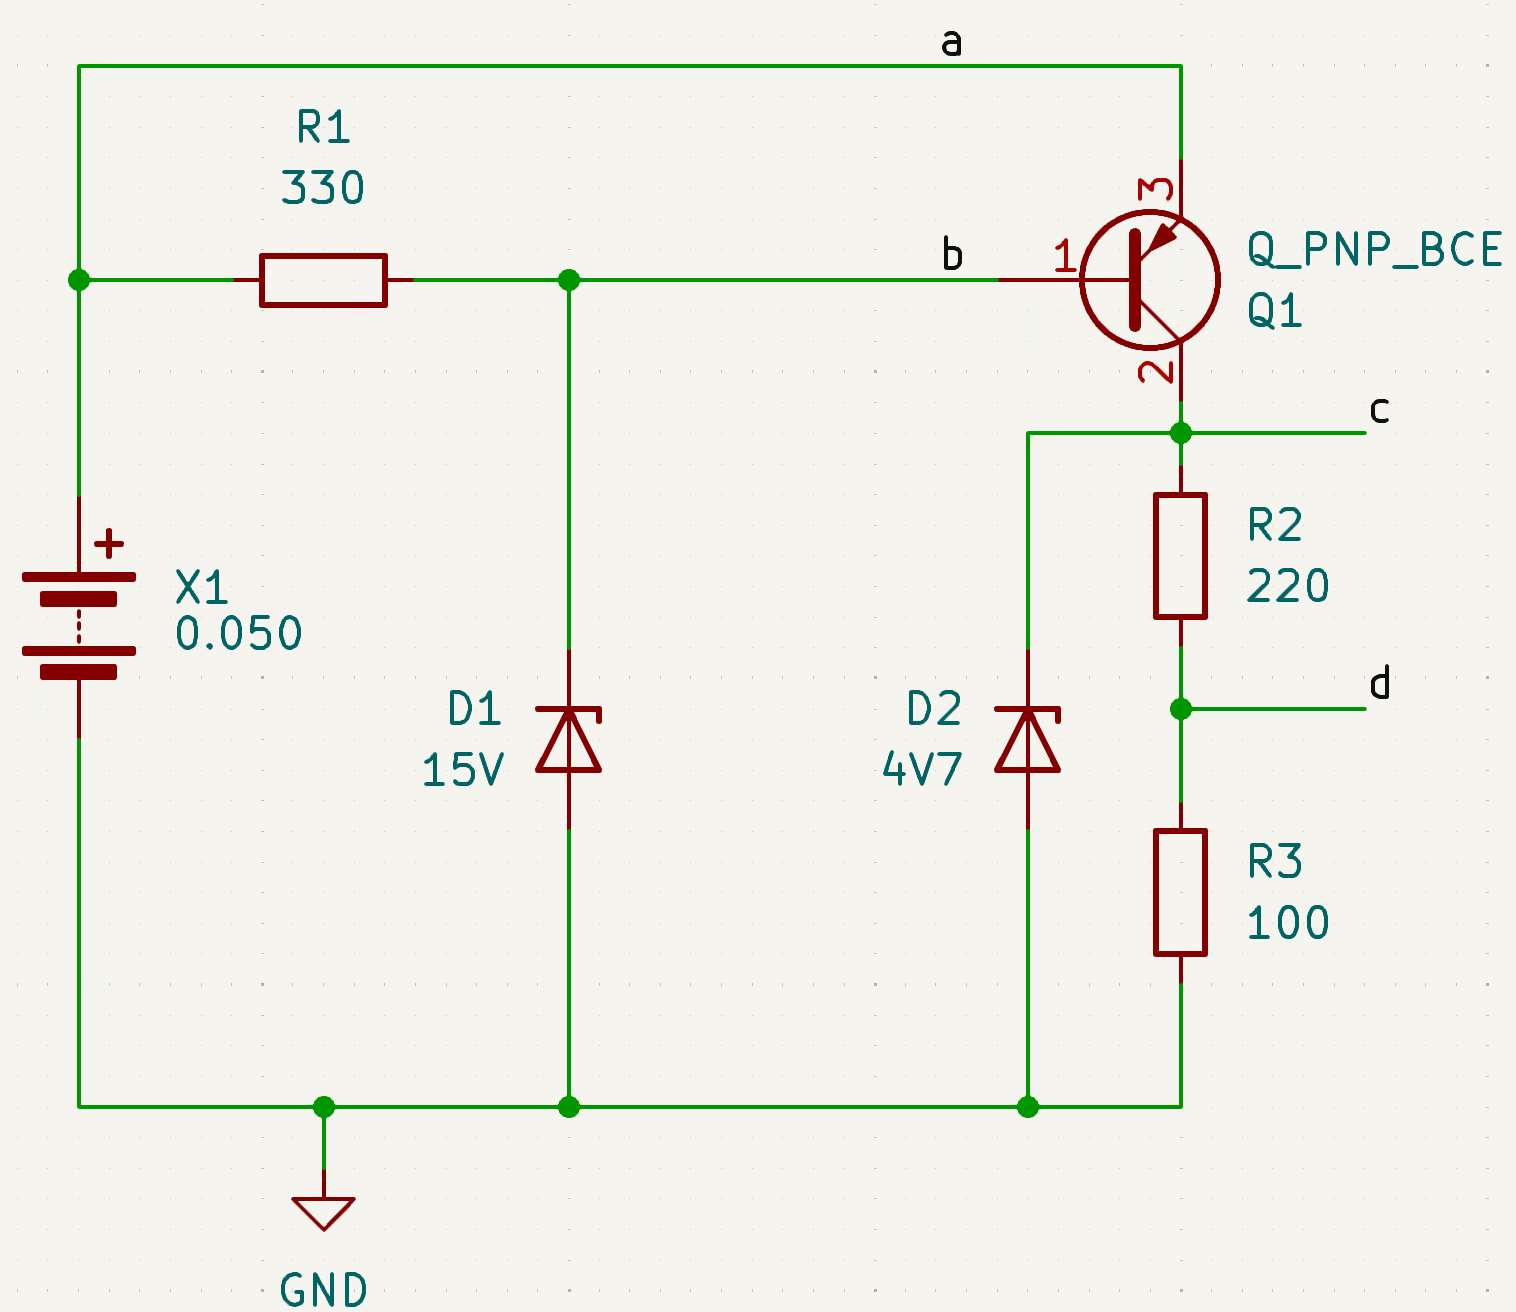 a
R1
330
b
1
3
2
Q_PNP_BCE
Q1
c
+
X1
0.050
R2
220
d
D1
15V
D2
4V7
R3
100
GND